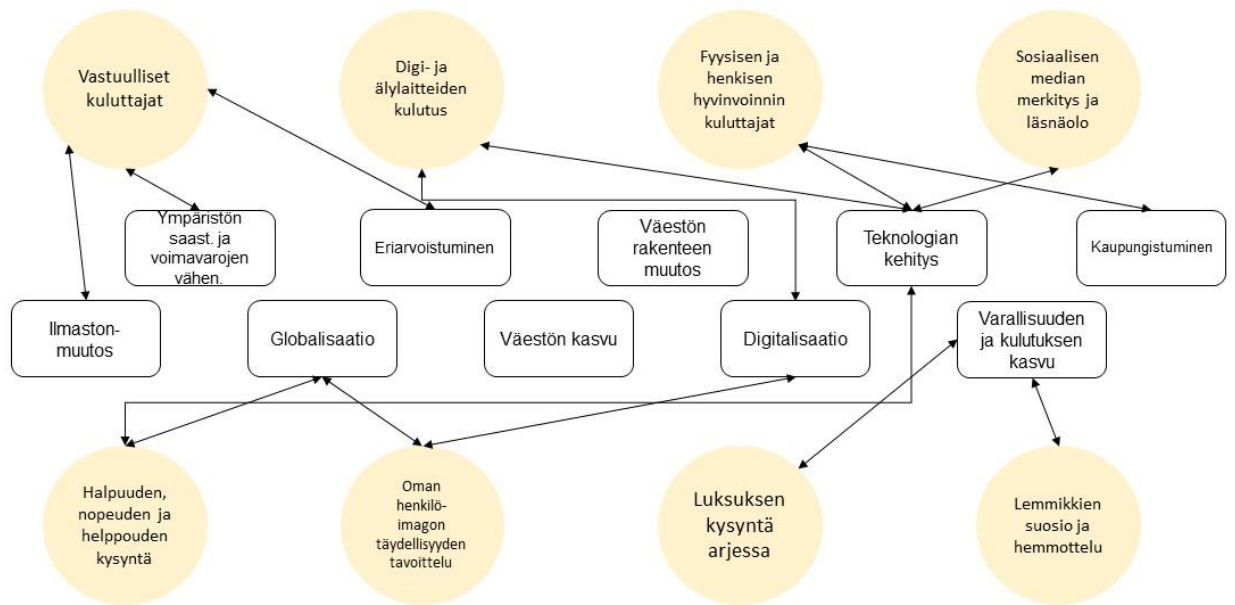 Vastuulliset
kuluttajat
Digi- ja
älylaitteiden
kulutus
Fyysisen ja
henkisen
hyvinvoinnin
kuluttajat
Sosiaalisen
median
merkitys ja
läsnäolo
Ympäristön
saast. ja
voimavarojen
vähen.
Eriarvoistuminen
Väestön
rakenteen
muutos
Teknologian
kehitys
Kaupungistuminen
Ilmaston-
muutos
Globalisaatio
Väestön kasvu
Digitalisaatio
Varallisuuden
ja kulutuksen
kasvu
Halpuuden,
nopeuden ja
helppouden
kysyntä
Oman
henkilö-
imagon
täydellisyyden
tavoittelu
Luksuksen
kysyntä
arjessa
Lemmikkien
suosio ja
hemmottelu